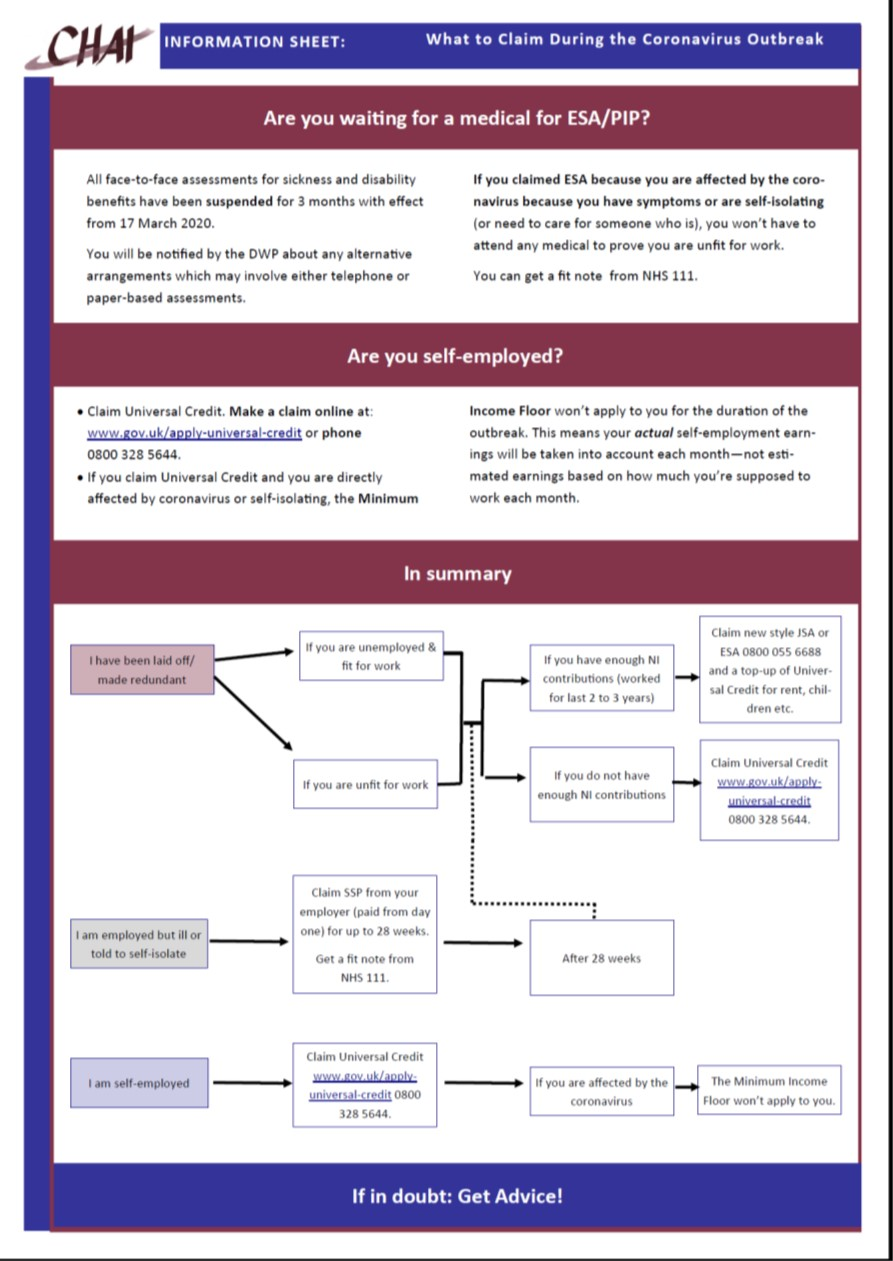 CHAI
INFORMATION SHEET:
What to Claim During the Coronavirus Outbreak
Are you waiting for a medical for ESA/PIP?
All face-to-face assessments for sickness and disability
benefits have been suspended for 3 months with effect
from 17 March 2020.
You will be notified by the DWP about any alternative
arrangements which may involve either telephone or
paper-based assessments.
If you claimed ESA because you are affected by the coro-
navirus because you have symptoms or are self-isolating
(or need to care for someone who is), you won't have to
attend any medical to prove you are unfit for work.
You can get a fit note from NHS 111.
Are you self-employed?
• Claim Universal Credit. Make a claim online at:
www.gov.uk/apply-universal-credit or phone
0800 328 5644.
• If you claim Universal Credit and you are directly
affected by coronavirus or self-isolating, the Minimum
Income Floor won't apply to you for the duration of the
outbreak. This means your actual self-employment earn-
ings will be taken into account each month—not esti-
mated earnings based on how much you're supposed to
work each month.
In summary
I have been laid off/
made redundant
If you are unemployed &
fit for work
If you are unfit for work
If you have enough NI
contributions (worked
for last 2 to 3 years)
Claim new style JSA or
ESA 0800 055 6688
and a top-up of Univer-
sal Credit for rent, chil-
dren etc.
If you do not have
enough NI contributions
Claim Universal Credit
www.gov.uk/apply-
universal-credit
0800 328 5644.
I am employed but ill or
told to self-isolate
Claim SSP from your
employer (paid from day
one) for up to 28 weeks.
Get a fit note from
NHS 111.
After 28 weeks
I am self-employed
Claim Universal Credit
www.gov.uk/apply-
universal-credit 0800
328 5644.
If you are affected by the
coronavirus
The Minimum Income
Floor won't apply to you.
If in doubt: Get Advice!